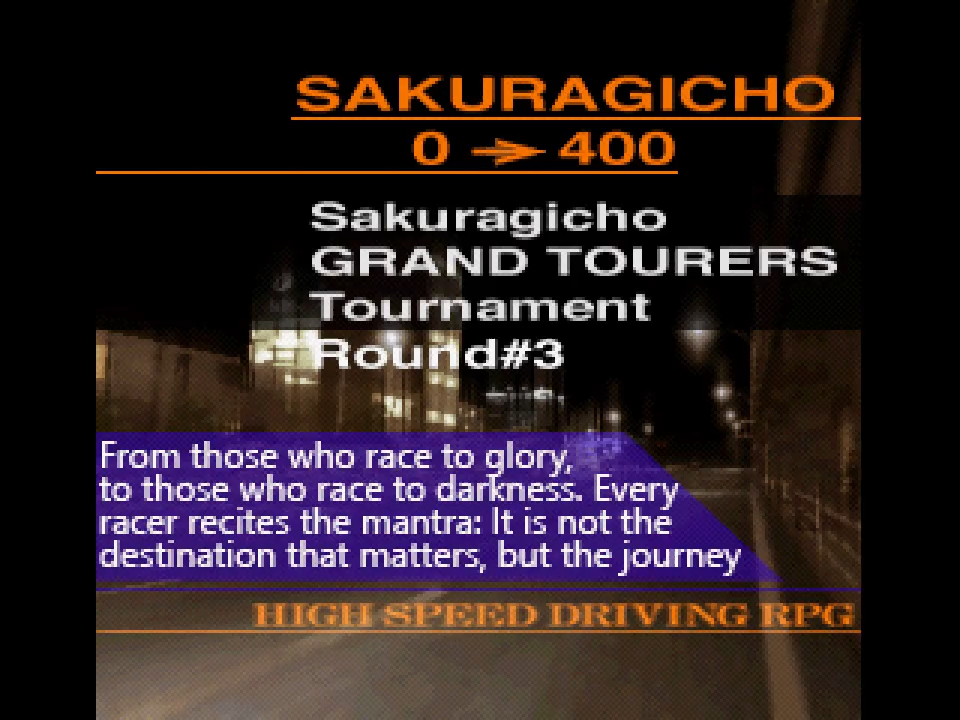 SAKURAGICHO
0 → 400
Sakuragicho
GRAND TOURERS
Tournament
Round#3
From those who race to glory,
to those who race to darkness. Every
racer recites the mantra: It is not the
destination that matters, but the journey
HIGH SPEED DRIVING RPG